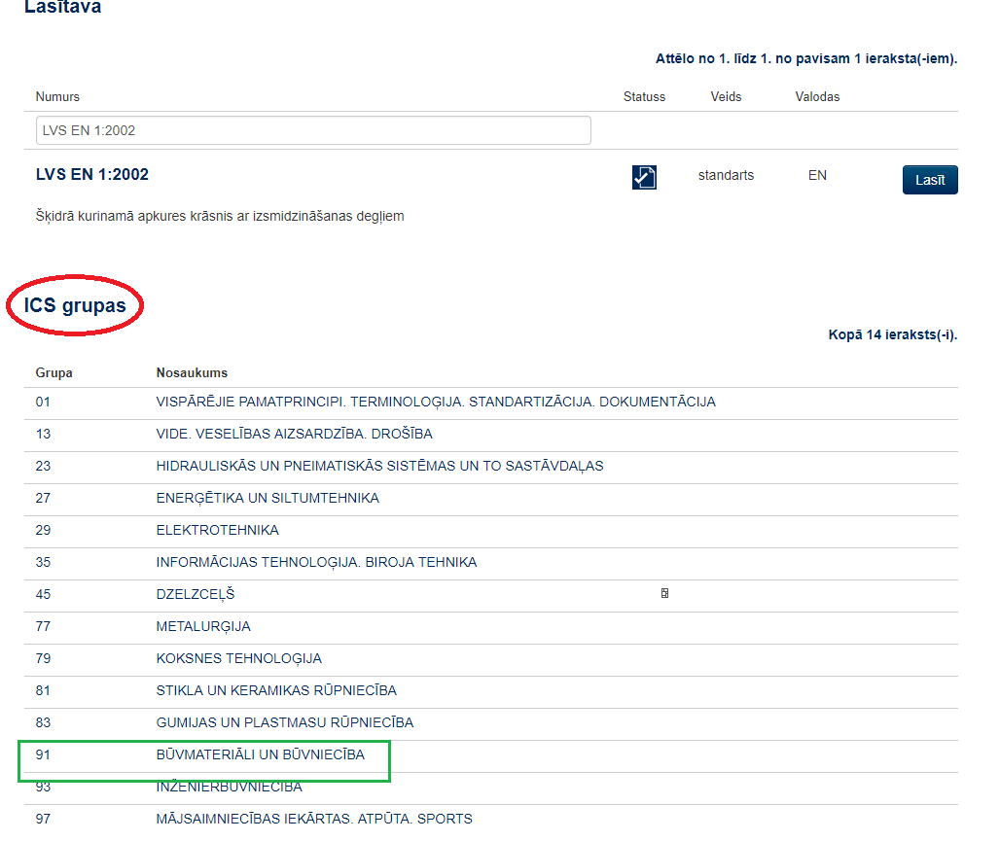 Lasītava
Attēlo no 1. līdz 1. no pavisam 1 ieraksta(-iem).
Numurs Statuss Veids Valodas
LVS EN 1:2002
LVS EN 1:2002 standarts EN Lasīt
Šķidrā kurināmā apkures krāsnis ar izsmidzināšanas degļiem
ICS grupas
Kopā 14 ieraksts(-i).
Grupa Nosaukums
01 VISPĀRĒJIE PAMATPRINCIPI. TERMINOLOĢIJA. STANDARTIZĀCIJA. DOKUMENTĀCIJA
13 VIDE. VESELĪBAS AIZSARDZĪBA. DROŠĪBA
23 HIDRAULISKĀS UN PNEIMATISKĀS SISTĒMAS UN TO SASTĀVDAĻAS
27 ENERĢĒTIKA UN SILTUMTEHNIKA
29 ELEKTROTEHNIKA
35 INFORMĀCIJAS TEHNOLOĢIJA. BIROJA TEHNIKA
45 DZELZCEĻŠ
77 METALURĢIJA
79 KOKSNES TEHNOLOĢIJA
81 STIKLA UN KERAMIKAS RŪPNIECĪBA
83 GUMIJAS UN PLASTMASU RŪPNIECĪBA
91 BŪVMATERIĀLI UN BŪVNIECĪBA
93 INŽENIERBŪVNIECĪBA
97 MĀJSAIMNIECĪBAS IEKĀRTAS. ATPŪTA. SPORTS